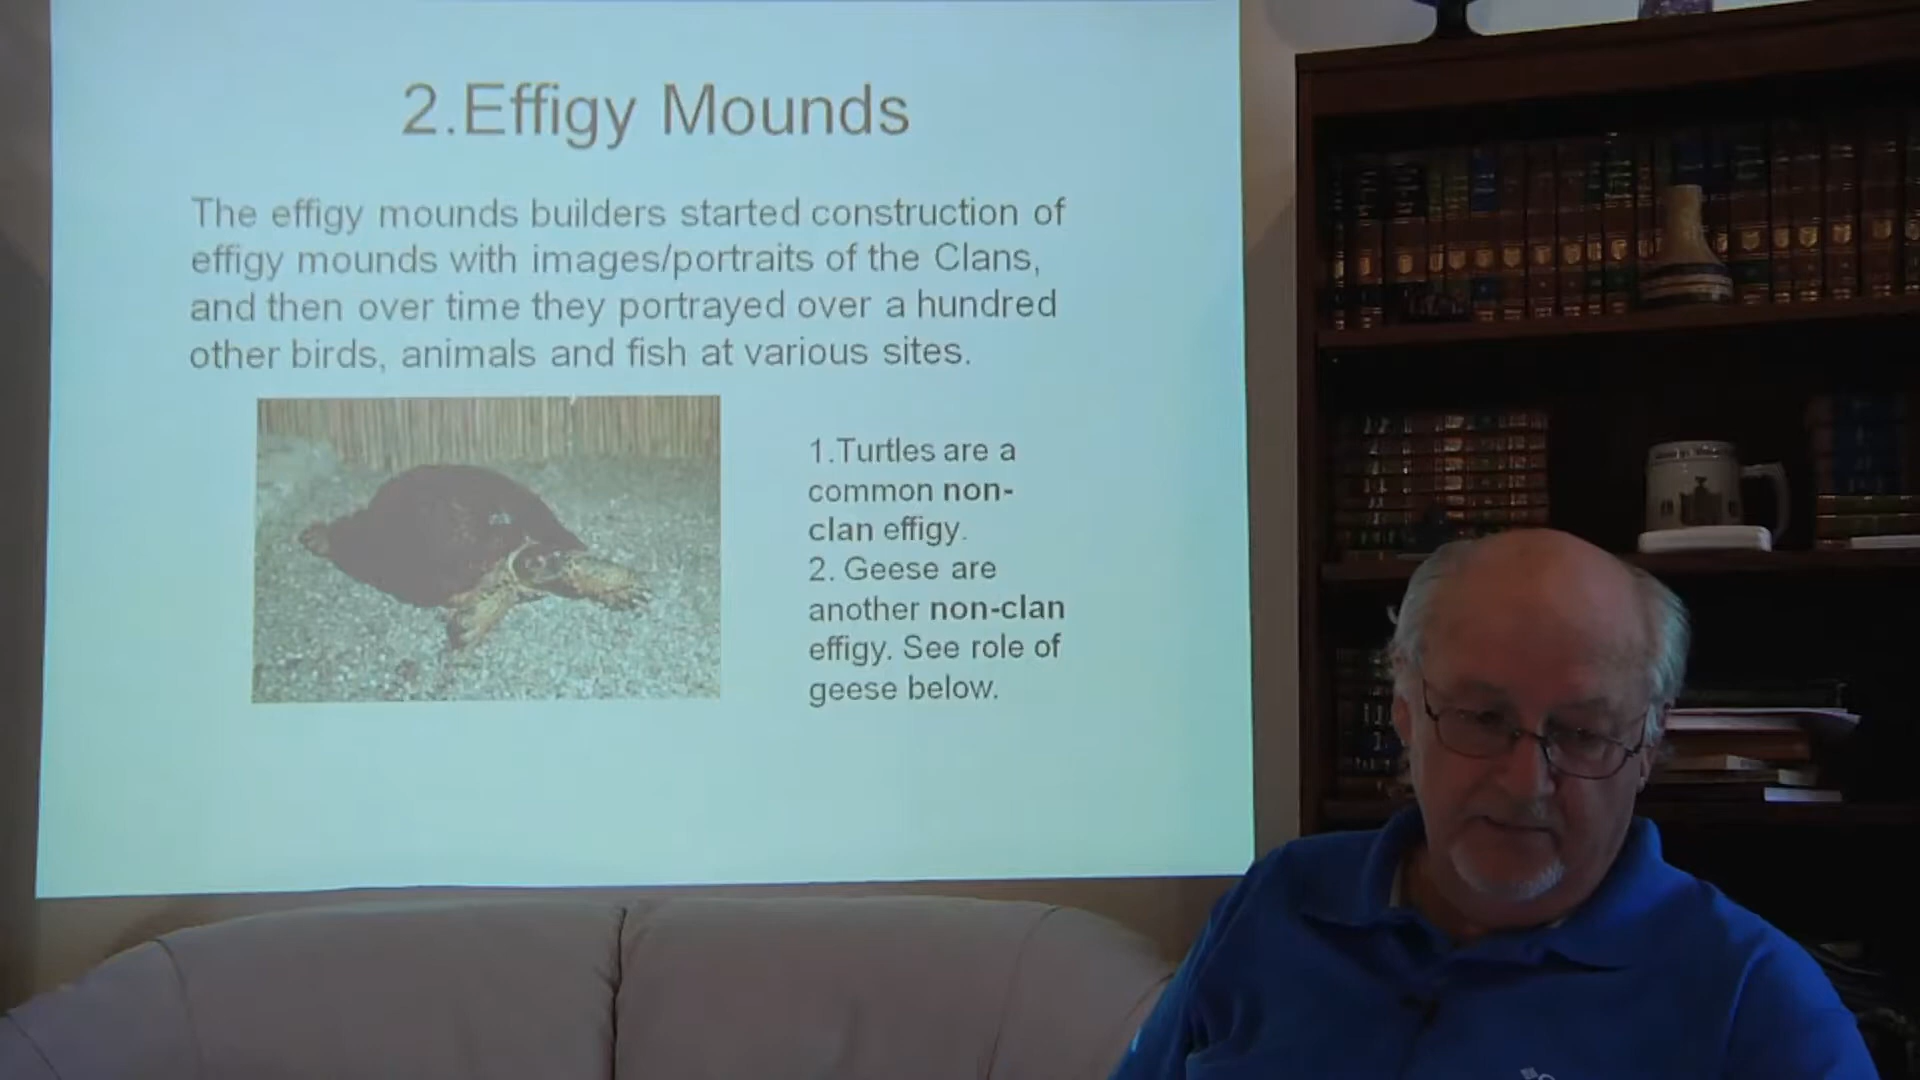 2.Effigy Mounds
The effigy mounds builders started construction of
effigy mounds with images/portraits of the Clans,
and then over time they portrayed over a hundred
other birds, animals and fish at various sites.
1.Turtles are a
common non-
clan effigy.
2. Geese are
another non-clan
effigy. See role of
geese below.